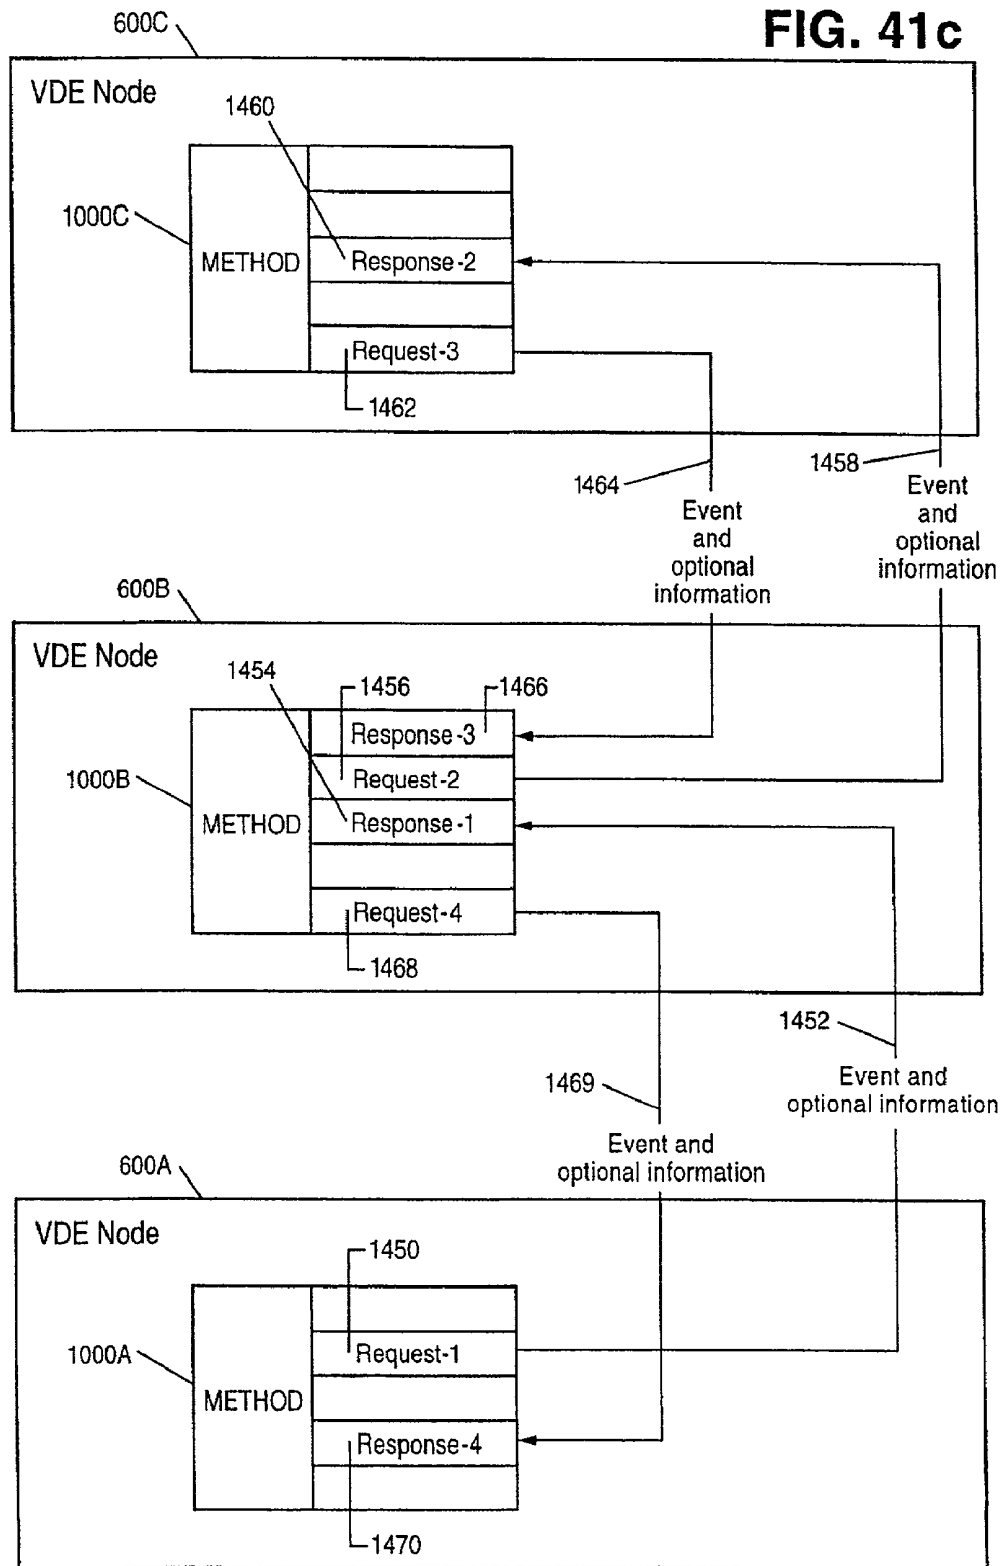 FIG. 41c
600C
VDE Node
1460
1000C
METHOD
Response-2
Request-3
1462
1464
1458
Event
and
optional
information
Event
and
optional
information
600B
VDE Node
1454
1456
1466
Response-3
1000B
Request-2
METHOD
Response-1
Request-4
1468
1452
1469
Event and
optional information
Event and
optional information
600A
VDE Node
1450
1000A
Request-1
METHOD
Response-4
1470